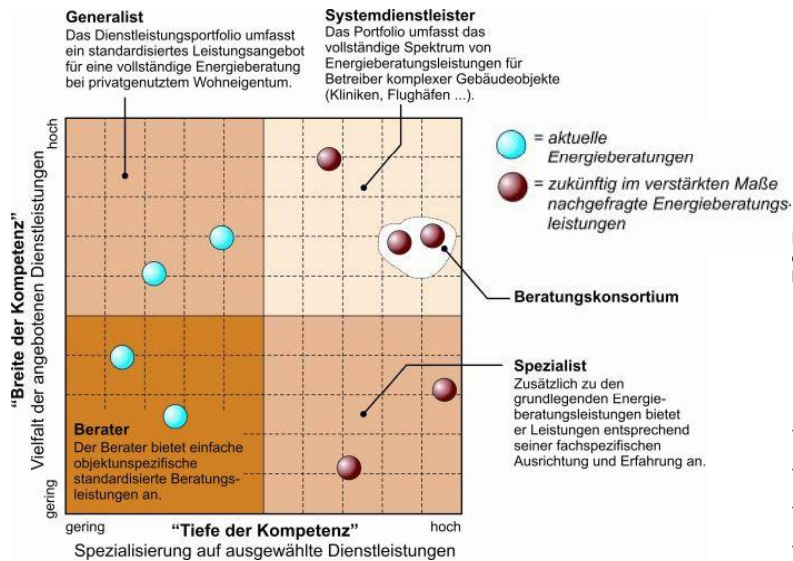 Generalist
Das Dienstleistungsportfolio umfasst
ein standardisiertes Leistungsangebot
für eine vollständige Energieberatung
bei privatgenutztem Wohneigentum.
Systemdienstleister
Das Portfolio umfasst das
vollständige Spektrum von
Energieberatungsleistungen für
Betreiber komplexer Gebäudeobjekte
(Kliniken, Flughäfen ...).
= aktuelle
Energieberatungen
= zukünftig im verstärkten Maße
nachgefragte Energieberatungs-
leistungen
Beratungskonsortium
Spezialist
Zusätzlich zu den
grundlegenden Energie-
beratungsleistungen bietet
er Leistungen entsprechend
seiner fachspezifischen
Ausrichtung und Erfahrung an.
Berater
Der Berater bietet einfache
objektunspezifische
standardisierte Beratungs-
leistungen an.
“Breite der Kompetenz”
Vielfalt der angebotenen Dienstleistungen
hoch
gering
gering
hoch
“Tiefe der Kompetenz”
Spezialisierung auf ausgewählte Dienstleistungen